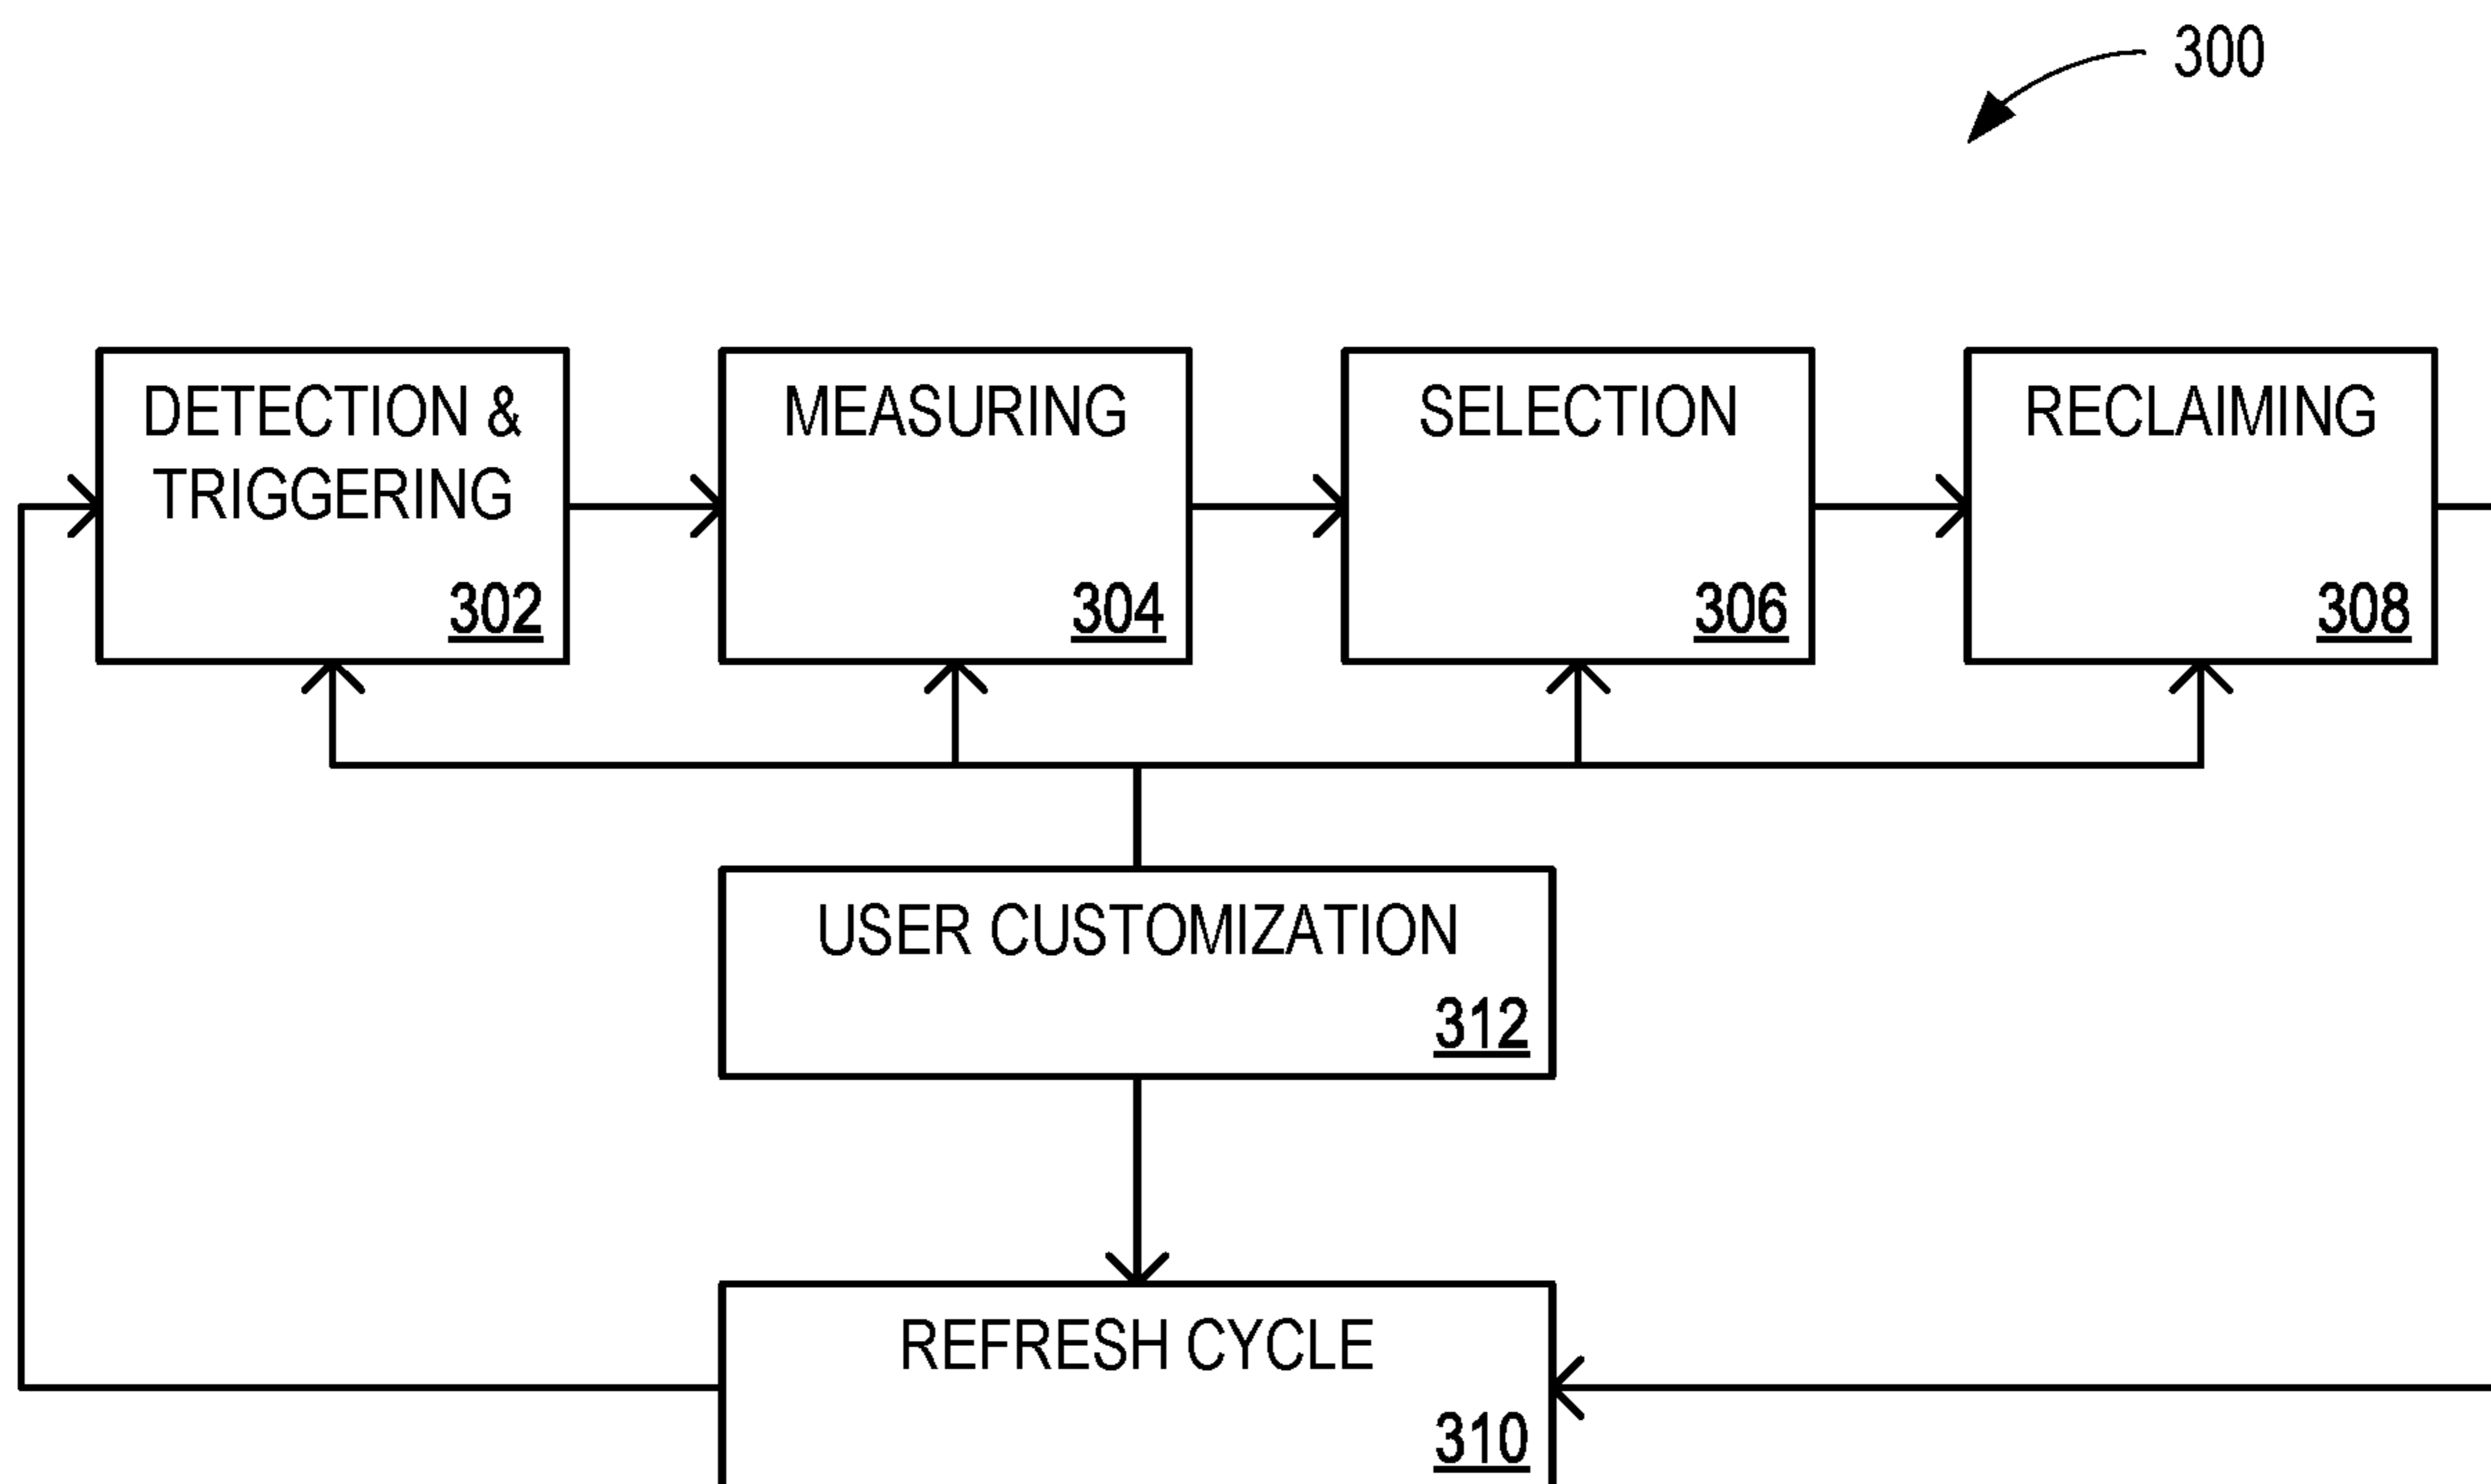 300
DETECTION &
TRIGGERING
302
MEASURING
304
SELECTION
306
RECLAIMING
308
USER CUSTOMIZATION
312
REFRESH CYCLE
310